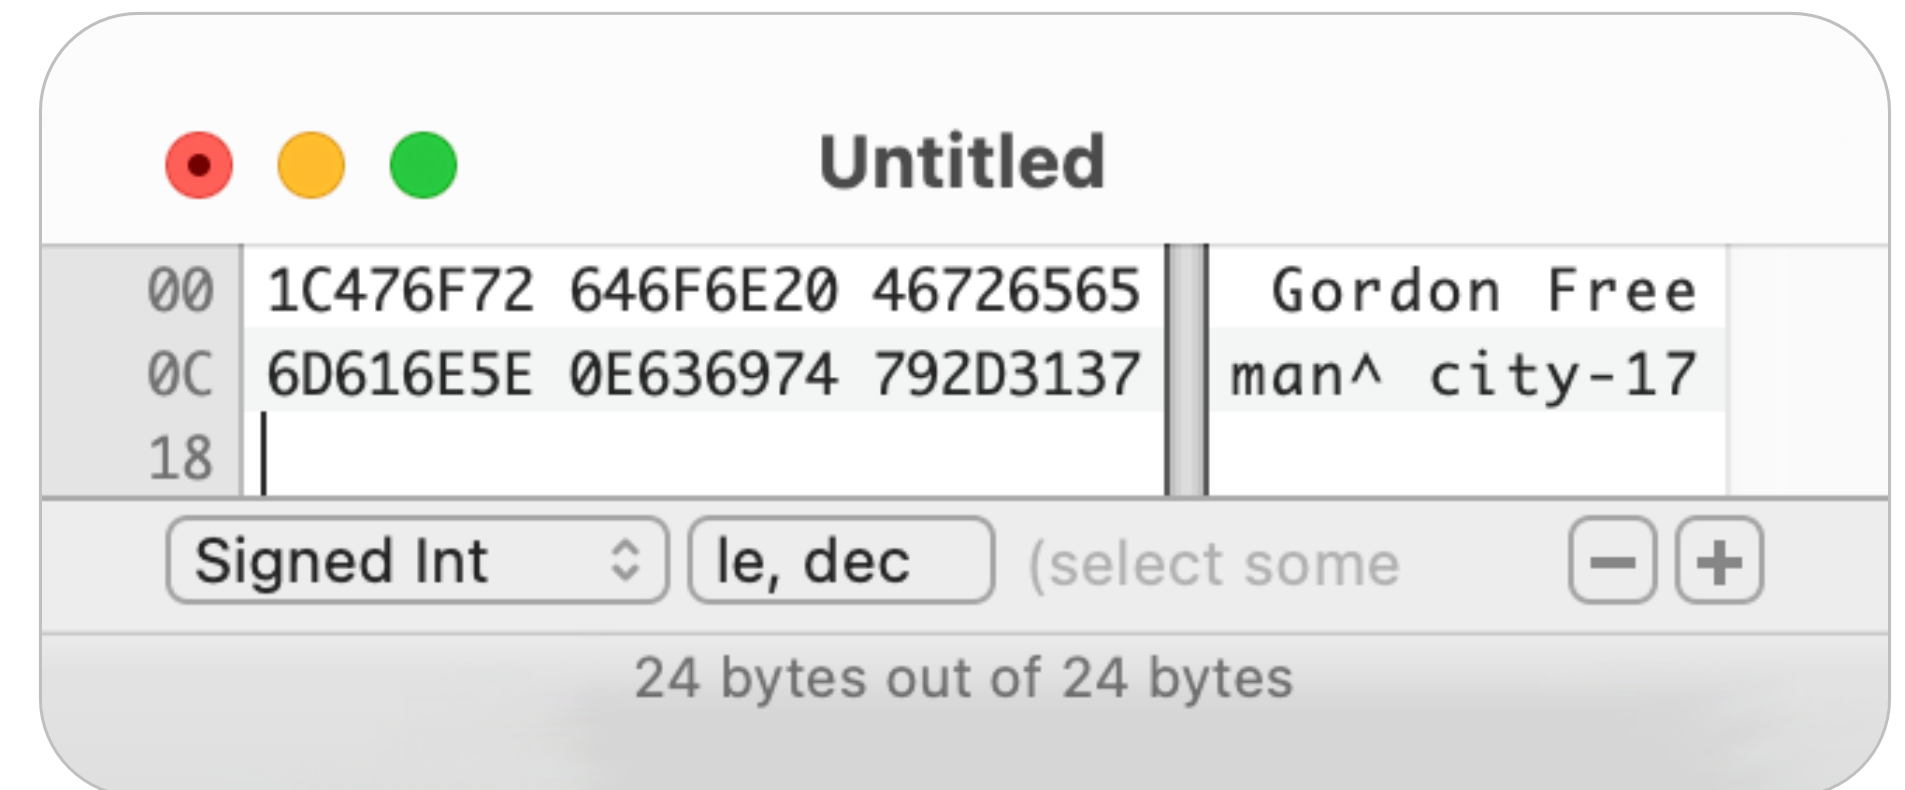 Untitled
00 1C476F72 646F6E20 46726565 Gordon Free
0C 6D616E5E 0E636974 792D3137 man^ city-17
18
Signed Int le, dec (select some
24 bytes out of 24 bytes